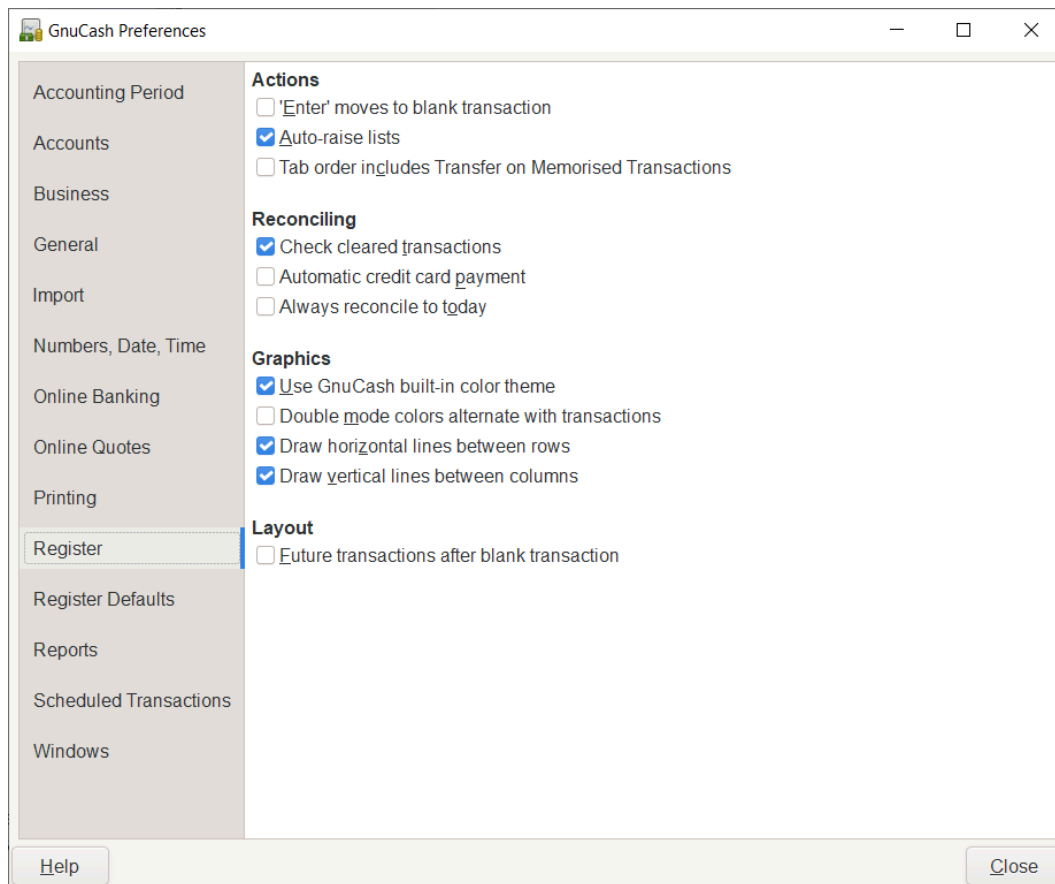 GnuCash Preferences
Accounting Period
Accounts
Business
General
Import
Numbers, Date, Time
Online Banking
Online Quotes
Printing
Register
Register Defaults
Reports
Scheduled Transactions
Windows
Actions
'Enter' moves to blank transaction
Auto-raise lists
Tab order includes Transfer on Memorised Transactions
Reconciling
Check cleared transactions
Automatic credit card payment
Always reconcile to today
Graphics
Use GnuCash built-in color theme
Double mode colors alternate with transactions
Draw horizontal lines between rows
Draw vertical lines between columns
Layout
Future transactions after blank transaction
Help
Close